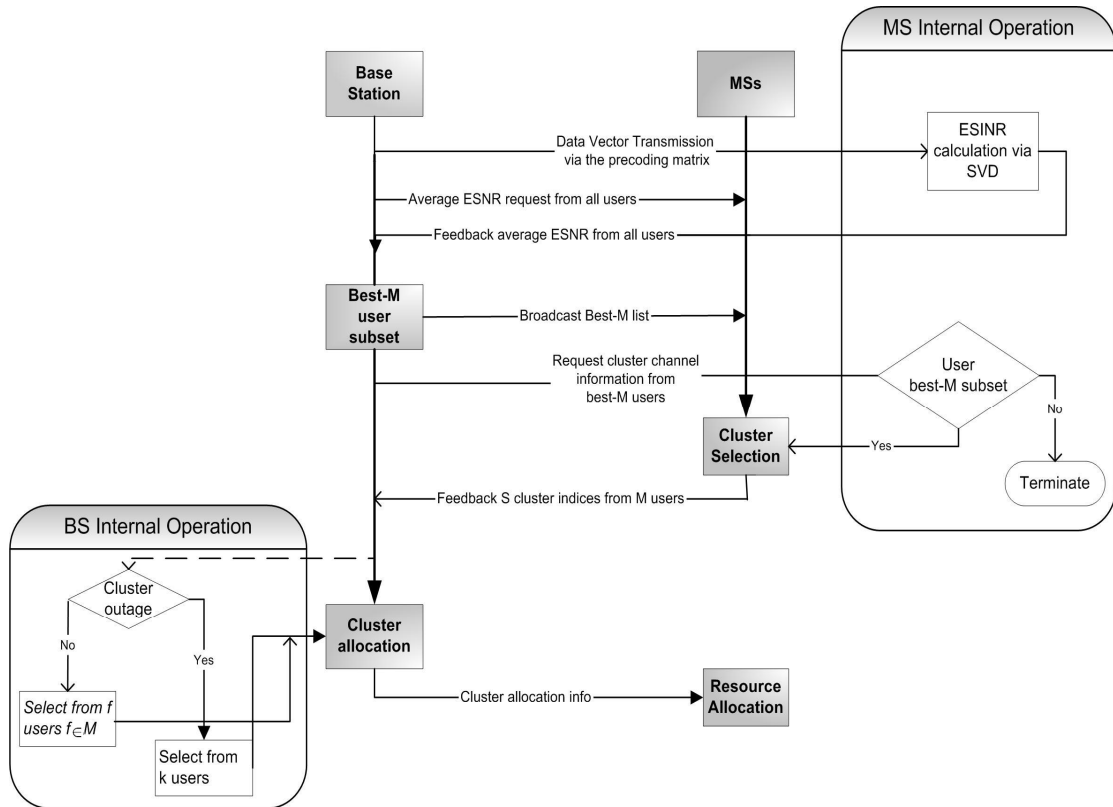 MS Internal Operation
Base
Station
MSs
Data Vector Transmission
via the precoding matrix
ESINR
calculation via
SVD
Average ESNR request from all users
Feedback average ESNR from all users
Best-M
user
subset
Broadcast Best-M list
Request cluster channel
information from
best-M users
User
best-M subset
No
Yes
Cluster
Selection
Terminate
Feedback S cluster indices from M users
BS Internal Operation
Cluster
outage
No
Yes
Cluster
allocation
Select from f
users f∈M
Select from
k users
Cluster allocation info
Resource
Allocation